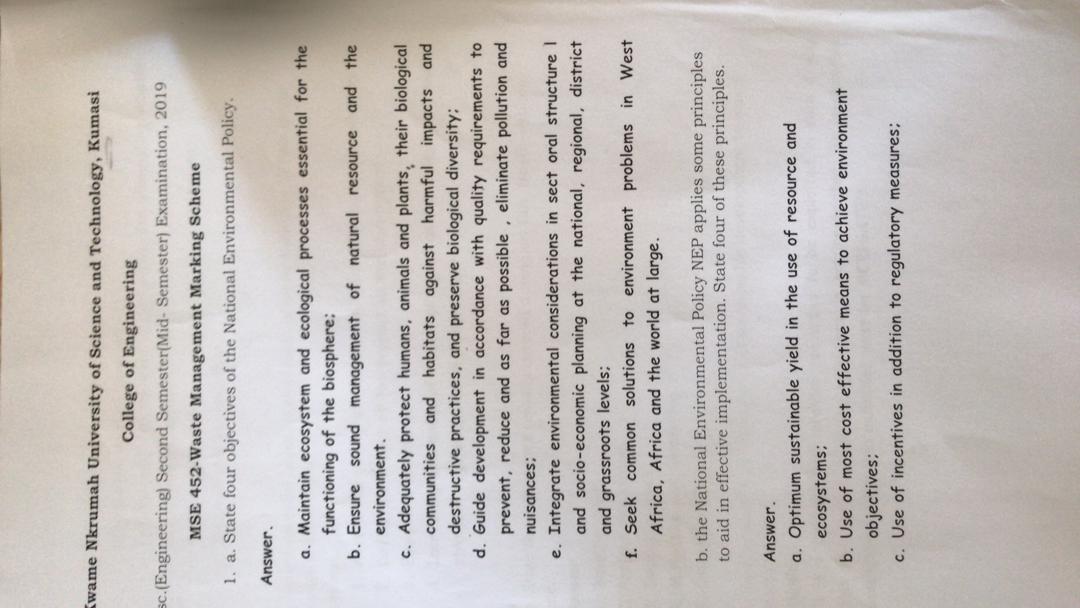 Kwame Nkrumah University of Science and Technology, Kumasi
College of Engineering
sc.(Engineering) Second Semester(Mid- Semester) Examination, 2019
MSE 452-Waste Management Marking Scheme
1. a. State four objectives of the National Environmental Policy.
Answer.
a. Maintain ecosystem and ecological processes essential for the
functioning of the biosphere;
b. Ensure sound management of natural resource and the
environment.
c. Adequately protect humans, animals and plants, their biological
communities and habitats against harmful impacts and
destructive practices, and preserve biological diversity;
d. Guide development in accordance with quality requirements to
prevent, reduce and as far as possible , eliminate pollution and
nuisances;
e. Integrate environmental considerations in sect oral structure l
and socio-economic planning at the national, regional, district
and grassroots levels;
f. Seek common solutions to environment problems in West
Africa, Africa and the world at large.
b. the National Environmental Policy NEP applies some principles
to aid in effective implementation. State four of these principles.
Answer.
a. Optimum sustainable yield in the use of resource and
ecosystems;
b. Use of most cost effective means to achieve environment
objectives;
c. Use of incentives in addition to regulatory measures;